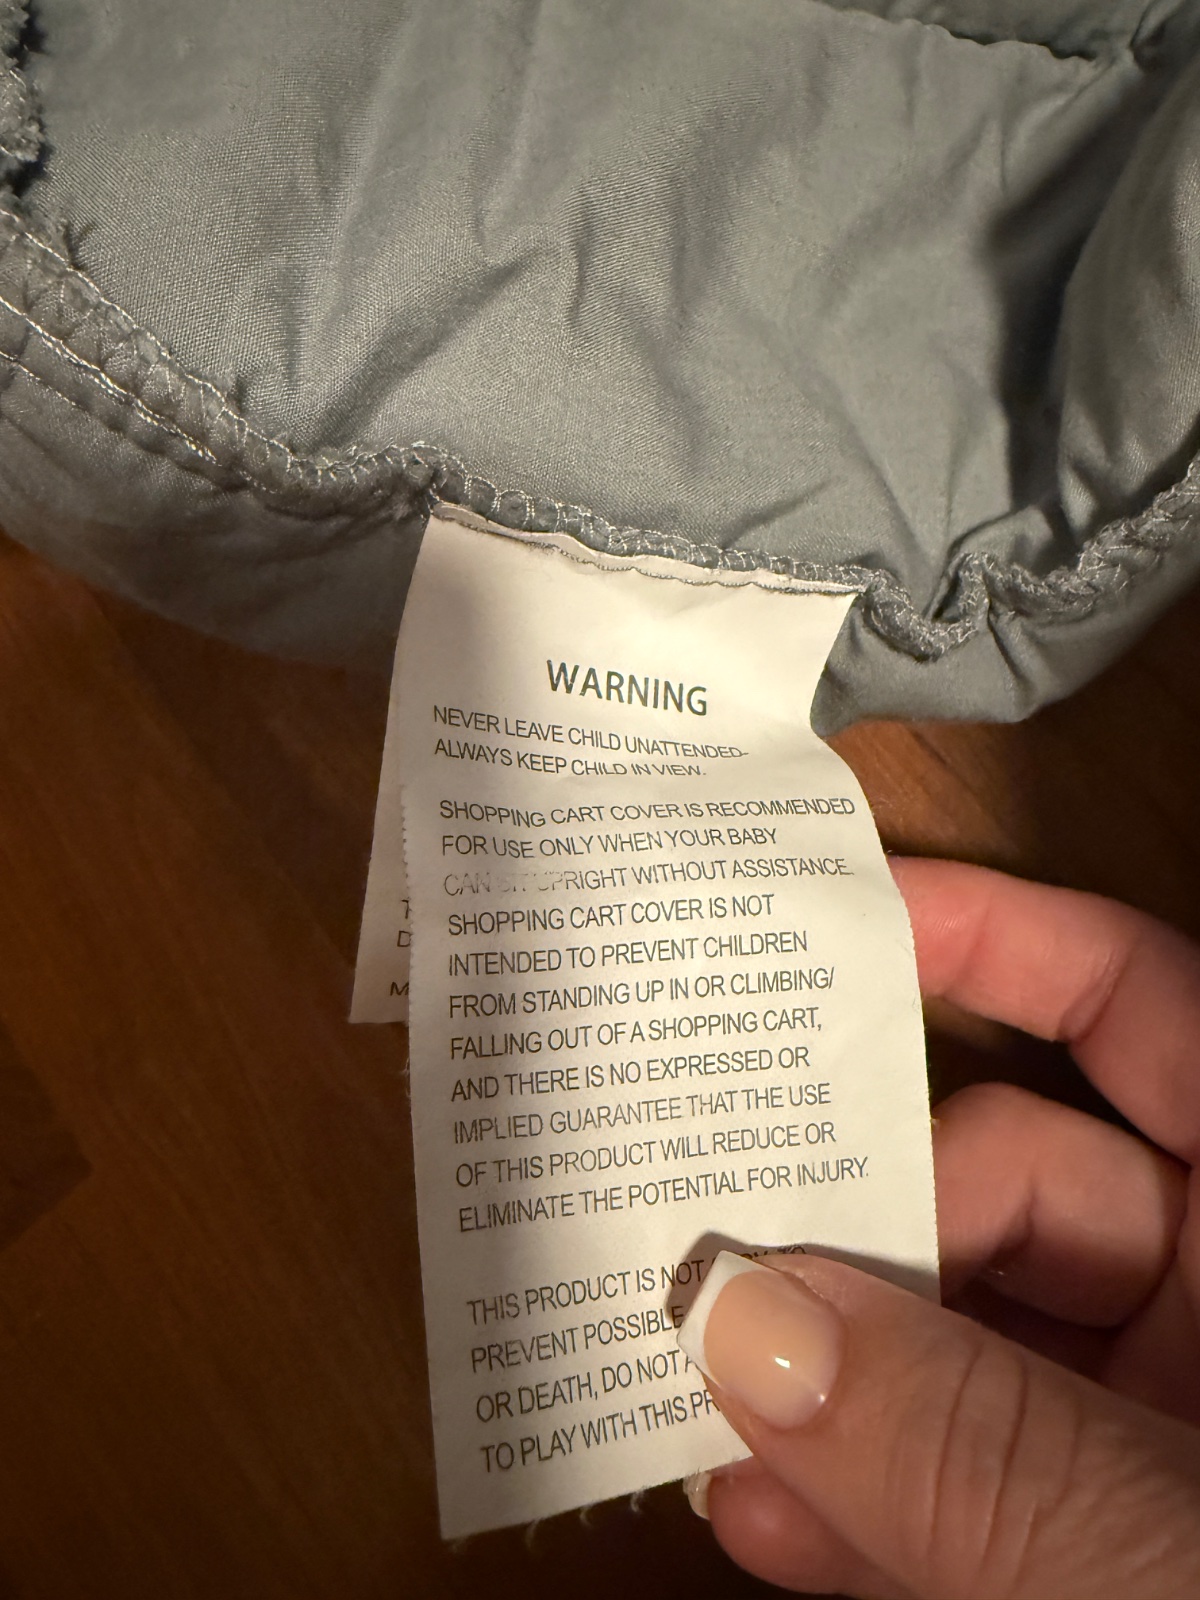 WARNING
NEVER LEAVE CHILD UNATTENDED-
ALWAYS KEEP CHILD IN VIEW.
SHOPPING CART COVER IS RECOMMENDED
FOR USE ONLY WHEN YOUR BABY
CAN SIT UPRIGHT WITHOUT ASSISTANCE.
SHOPPING CART COVER IS NOT
INTENDED TO PREVENT CHILDREN
FROM STANDING UP IN OR CLIMBING/
FALLING OUT OF A SHOPPING CART,
AND THERE IS NO EXPRESSED OR
IMPLIED GUARANTEE THAT THE USE
OF THIS PRODUCT WILL REDUCE OR
ELIMINATE THE POTENTIAL FOR INJURY.
THIS PRODUCT IS NOT TO
PREVENT POSSIBLE
OR DEATH, DO NOT
TO PLAY WITH THIS